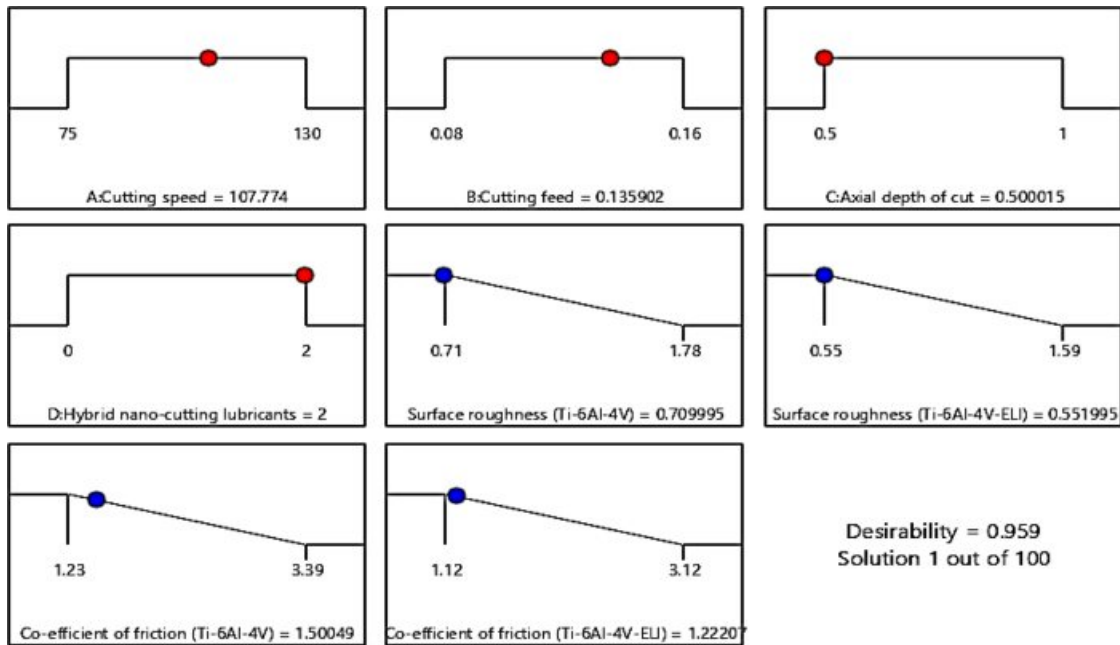 75 130
A:Cutting speed = 107.774
0.08 0.16
B:Cutting feed = 0.135902
0.5 1
C:Axial depth of cut = 0.500015
0 2
D:Hybrid nano-cutting lubricants = 2
0.71 1.78
Surface roughness (Ti-6Al-4V) = 0.709995
0.55 1.59
Surface roughness (Ti-6Al-4V-ELI) = 0.551995
1.23 3.39
Co-efficient of friction (Ti-6Al-4V) = 1.50049
1.12 3.12
Co-efficient of friction (Ti-6Al-4V-ELI) = 1.22207
Desirability = 0.959
Solution 1 out of 100